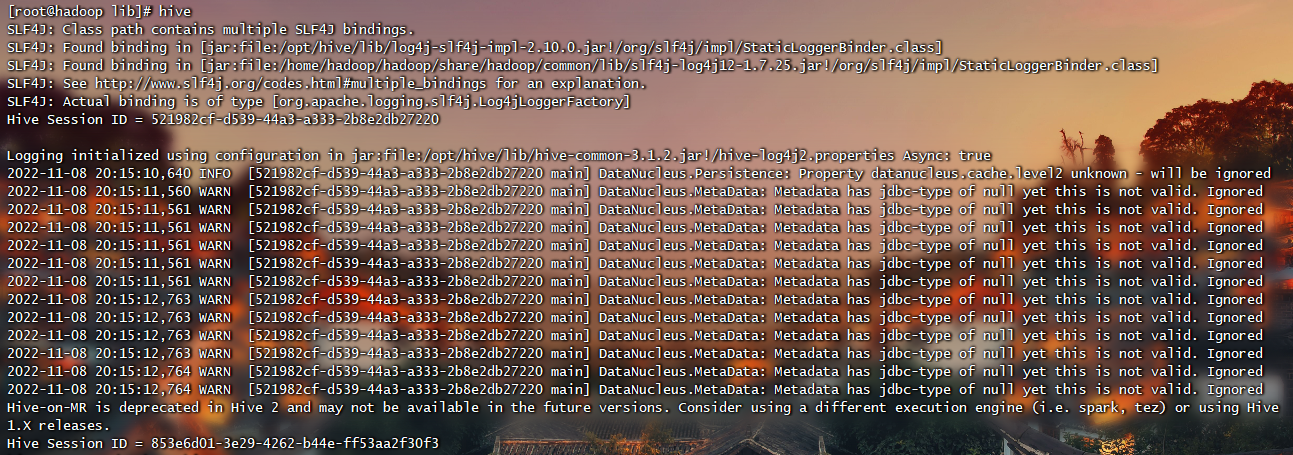 [root@hadoop lib]# hive
SLF4J: Class path contains multiple SLF4J bindings.
SLF4J: Found binding in [jar:file:/opt/hive/lib/log4j-slf4j-impl-2.10.0.jar!/org/slf4j/impl/StaticLoggerBinder.class]
SLF4J: Found binding in [jar:file:/home/hadoop/hadoop/share/hadoop/common/lib/slf4j-log4j12-1.7.25.jar!/org/slf4j/impl/StaticLoggerBinder.class]
SLF4J: See http://www.slf4j.org/codes.html#multiple_bindings for an explanation.
SLF4J: Actual binding is of type [org.apache.logging.slf4j.Log4jLoggerFactory]
Hive Session ID = 521982cf-d539-44a3-a333-2b8e2db27220
Logging initialized using configuration in jar:file:/opt/hive/lib/hive-common-3.1.2.jar!/hive-log4j2.properties Async: true
2022-11-08 20:15:10,640 INFO  [521982cf-d539-44a3-a333-2b8e2db27220 main] DataNucleus.Persistence: Property datanucleus.cache.level2 unknown - will be ignored
2022-11-08 20:15:11,560 WARN  [521982cf-d539-44a3-a333-2b8e2db27220 main] DataNucleus.MetaData: Metadata has jdbc-type of null yet this is not valid. Ignored
2022-11-08 20:15:11,561 WARN  [521982cf-d539-44a3-a333-2b8e2db27220 main] DataNucleus.MetaData: Metadata has jdbc-type of null yet this is not valid. Ignored
2022-11-08 20:15:11,561 WARN  [521982cf-d539-44a3-a333-2b8e2db27220 main] DataNucleus.MetaData: Metadata has jdbc-type of null yet this is not valid. Ignored
2022-11-08 20:15:11,561 WARN  [521982cf-d539-44a3-a333-2b8e2db27220 main] DataNucleus.MetaData: Metadata has jdbc-type of null yet this is not valid. Ignored
2022-11-08 20:15:11,561 WARN  [521982cf-d539-44a3-a333-2b8e2db27220 main] DataNucleus.MetaData: Metadata has jdbc-type of null yet this is not valid. Ignored
2022-11-08 20:15:11,561 WARN  [521982cf-d539-44a3-a333-2b8e2db27220 main] DataNucleus.MetaData: Metadata has jdbc-type of null yet this is not valid. Ignored
2022-11-08 20:15:12,763 WARN  [521982cf-d539-44a3-a333-2b8e2db27220 main] DataNucleus.MetaData: Metadata has jdbc-type of null yet this is not valid. Ignored
2022-11-08 20:15:12,763 WARN  [521982cf-d539-44a3-a333-2b8e2db27220 main] DataNucleus.MetaData: Metadata has jdbc-type of null yet this is not valid. Ignored
2022-11-08 20:15:12,763 WARN  [521982cf-d539-44a3-a333-2b8e2db27220 main] DataNucleus.MetaData: Metadata has jdbc-type of null yet this is not valid. Ignored
2022-11-08 20:15:12,763 WARN  [521982cf-d539-44a3-a333-2b8e2db27220 main] DataNucleus.MetaData: Metadata has jdbc-type of null yet this is not valid. Ignored
2022-11-08 20:15:12,764 WARN  [521982cf-d539-44a3-a333-2b8e2db27220 main] DataNucleus.MetaData: Metadata has jdbc-type of null yet this is not valid. Ignored
2022-11-08 20:15:12,764 WARN  [521982cf-d539-44a3-a333-2b8e2db27220 main] DataNucleus.MetaData: Metadata has jdbc-type of null yet this is not valid. Ignored
Hive-on-MR is deprecated in Hive 2 and may not be available in the future versions. Consider using a different execution engine (i.e. spark, tez) or using Hive
1.X releases.
Hive Session ID = 853e6d01-3e29-4262-b44e-ff53aa2f30f3